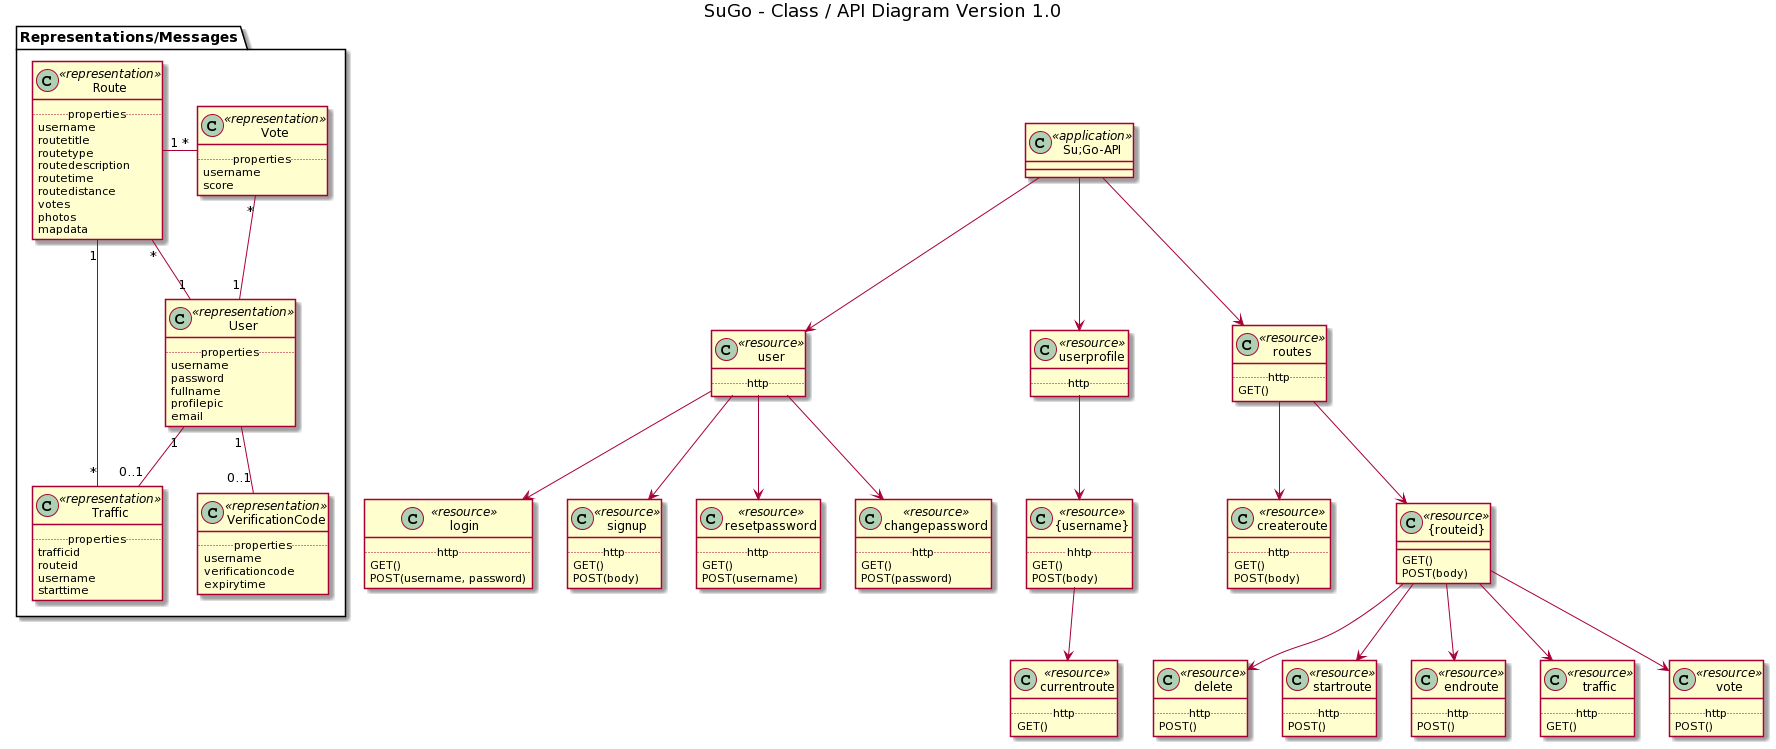 SuGo - Class / API Diagram Version 1.0
Representations/Messages
C
«representation»
Route
properties
username
routetitle
routetype
routedescription
routetime
routedistance
votes
photos
mapdata
1 *
C
«representation»
Vote
properties
username
score
1
*
*
1
1
C
«representation»
User
properties
username
password
fullname
profilepic
email
1
1
*
0..1
0..1
C
«representation»
Traffic
properties
trafficid
routeid
username
starttime
C
«representation»
VerificationCode
properties
username
verificationcode
expirytime
C
«application»
Su;Go-API
C
«resource»
user
http
C
«resource»
userprofile
http
C
«resource»
routes
http
GET()
C
«resource»
login
http
GET()
POST(username, password)
C
«resource»
signup
http
GET()
POST(body)
C
«resource»
resetpassword
http
GET()
POST(username)
C
«resource»
changepassword
http
GET()
POST(password)
C
«resource»
{username}
hhtp
GET()
POST(body)
C
«resource»
createroute
http
GET()
POST(body)
C
«resource»
{routeid}
GET()
POST(body)
C
«resource»
currentroute
http
GET()
C
«resource»
delete
http
POST()
C
«resource»
startroute
http
POST()
C
«resource»
endroute
http
POST()
C
«resource»
traffic
http
GET()
C
«resource»
vote
http
POST()